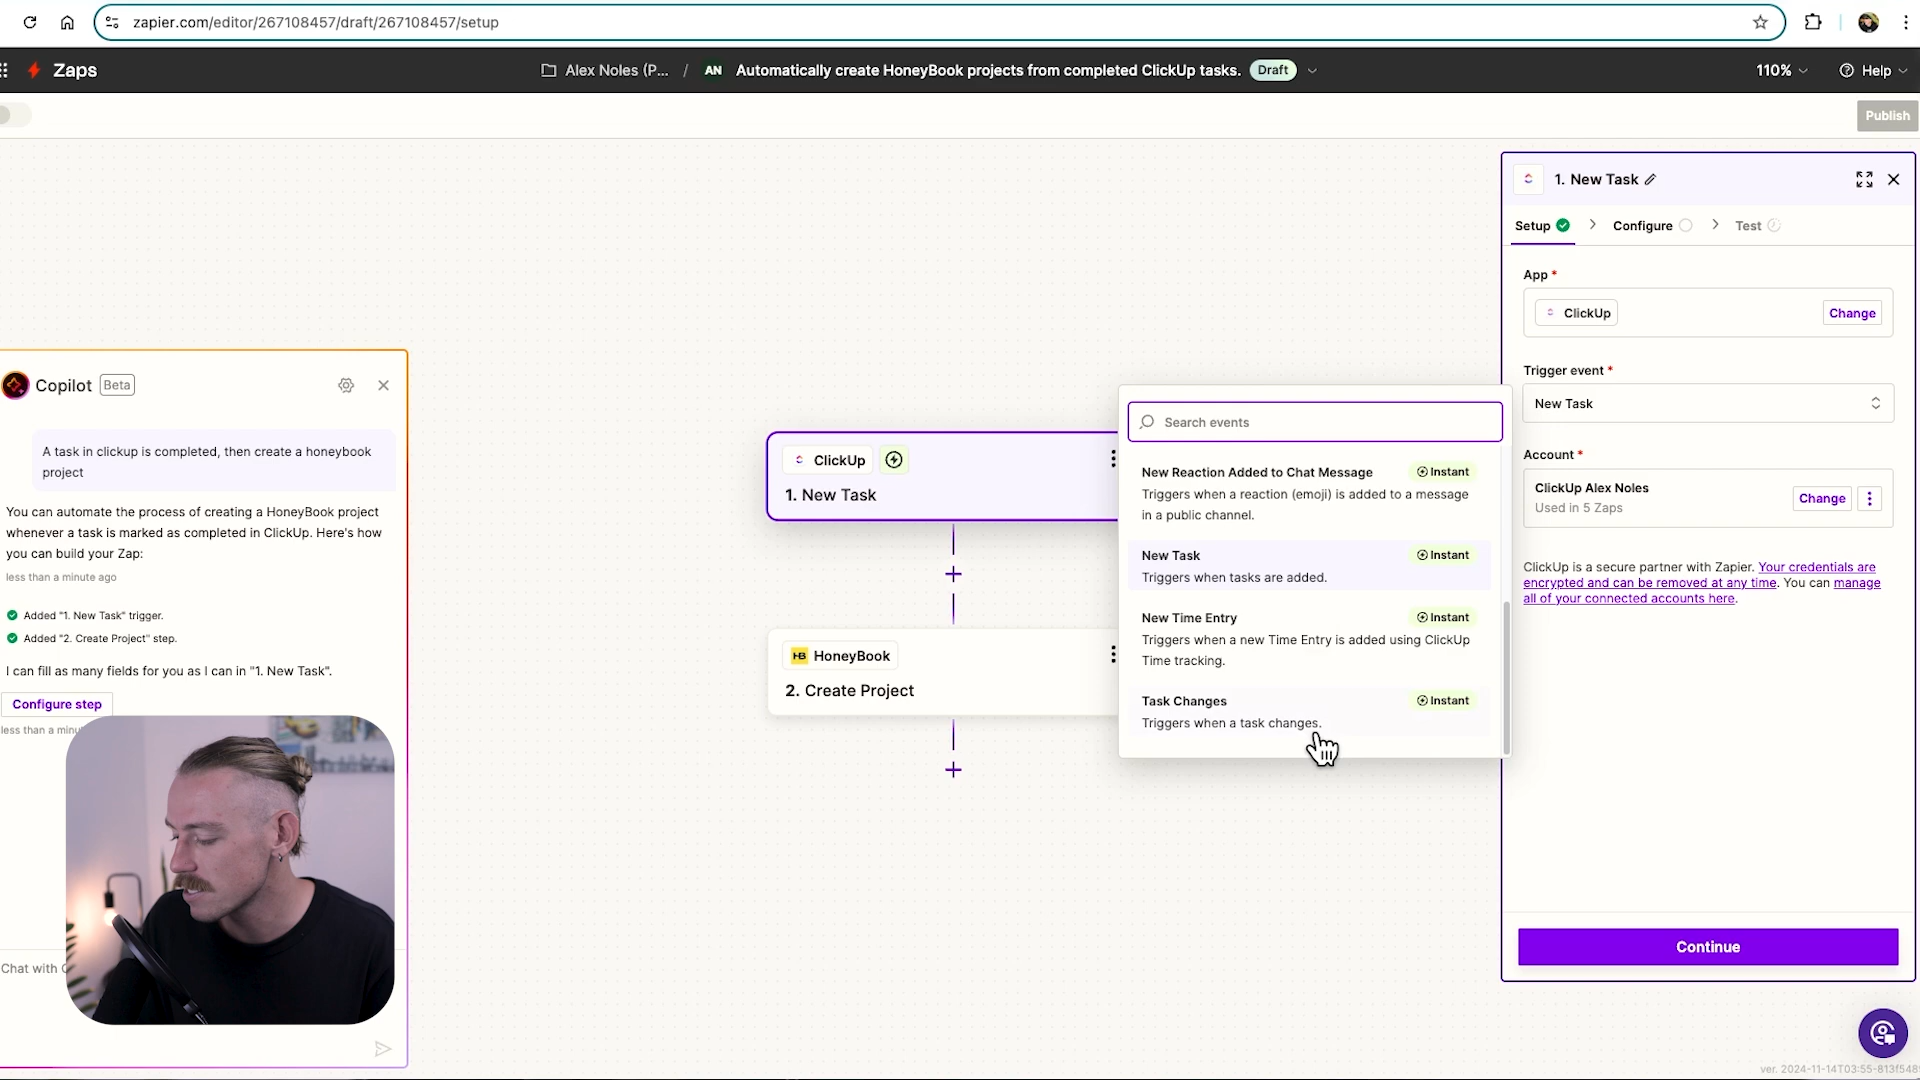 zapier.com/editor/267108457/draft/267108457/setup
Zaps
Alex Noles (P... / AN Automatically create HoneyBook projects from completed ClickUp tasks. Draft
110%
Help
Publish
Copilot Beta
A task in clickup is completed, then create a honeybook
project
You can automate the process of creating a HoneyBook project
whenever a task is marked as completed in ClickUp. Here's how
you can build your Zap:
less than a minute ago
Added "1. New Task" trigger.
Added "2. Create Project" step.
I can fill as many fields for you as I can in "1. New Task".
Configure step
less than a minu
Chat with
ClickUp
1. New Task
HB HoneyBook
2. Create Project
Search events
New Reaction Added to Chat Message Instant
Triggers when a reaction (emoji) is added to a message
in a public channel.
New Task Instant
Triggers when tasks are added.
New Time Entry Instant
Triggers when a new Time Entry is added using ClickUp
Time tracking.
Task Changes Instant
Triggers when a task changes.
1. New Task
Setup Configure Test
App *
ClickUp Change
Trigger event *
New Task
Account *
ClickUp Alex Noles
Used in 5 Zaps
Change
ClickUp is a secure partner with Zapier. Your credentials are
encrypted and can be removed at any time. You can manage
all of your connected accounts here.
Continue
ver. 2024-11-14T03:55-813f548